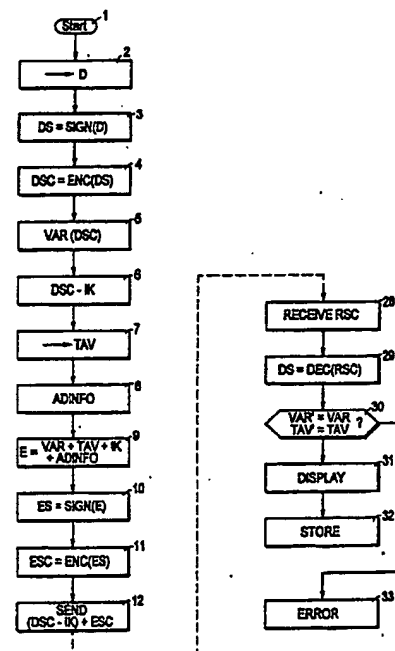 Start
1
2
→ D
3
DS = SIGN(D)
4
DSC = ENC(DS)
5
VAR (DSC)
6
DSC - IK
7
→ TAV
8
ADINFO
9
E = VAR + TAV + IK
+ ADINFO
10
ES = SIGN(E)
11
ESC = ENC(ES)
12
SEND
(DSC - IK) + ESC
28
RECEIVE RSC
29
DS = DEC(RSC)
30
VAR' = VAR
TAV' = TAV ?
31
DISPLAY
32
STORE
33
ERROR